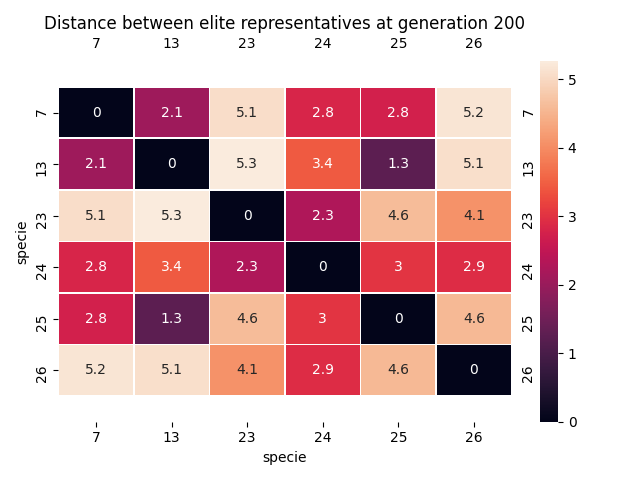 Distance between elite representatives at generation 200
7 13 23 24 25 26
7 0 2.1 5.1 2.8 2.8 5.2 7
13 2.1 0 5.3 3.4 1.3 5.1 13
23 5.1 5.3 0 2.3 4.6 4.1 23
24 2.8 3.4 2.3 0 3 2.9 24
25 2.8 1.3 4.6 3 0 4.6 25
26 5.2 5.1 4.1 2.9 4.6 0 26
7 13 23 24 25 26
specie
specie
5
4
3
2
1
0